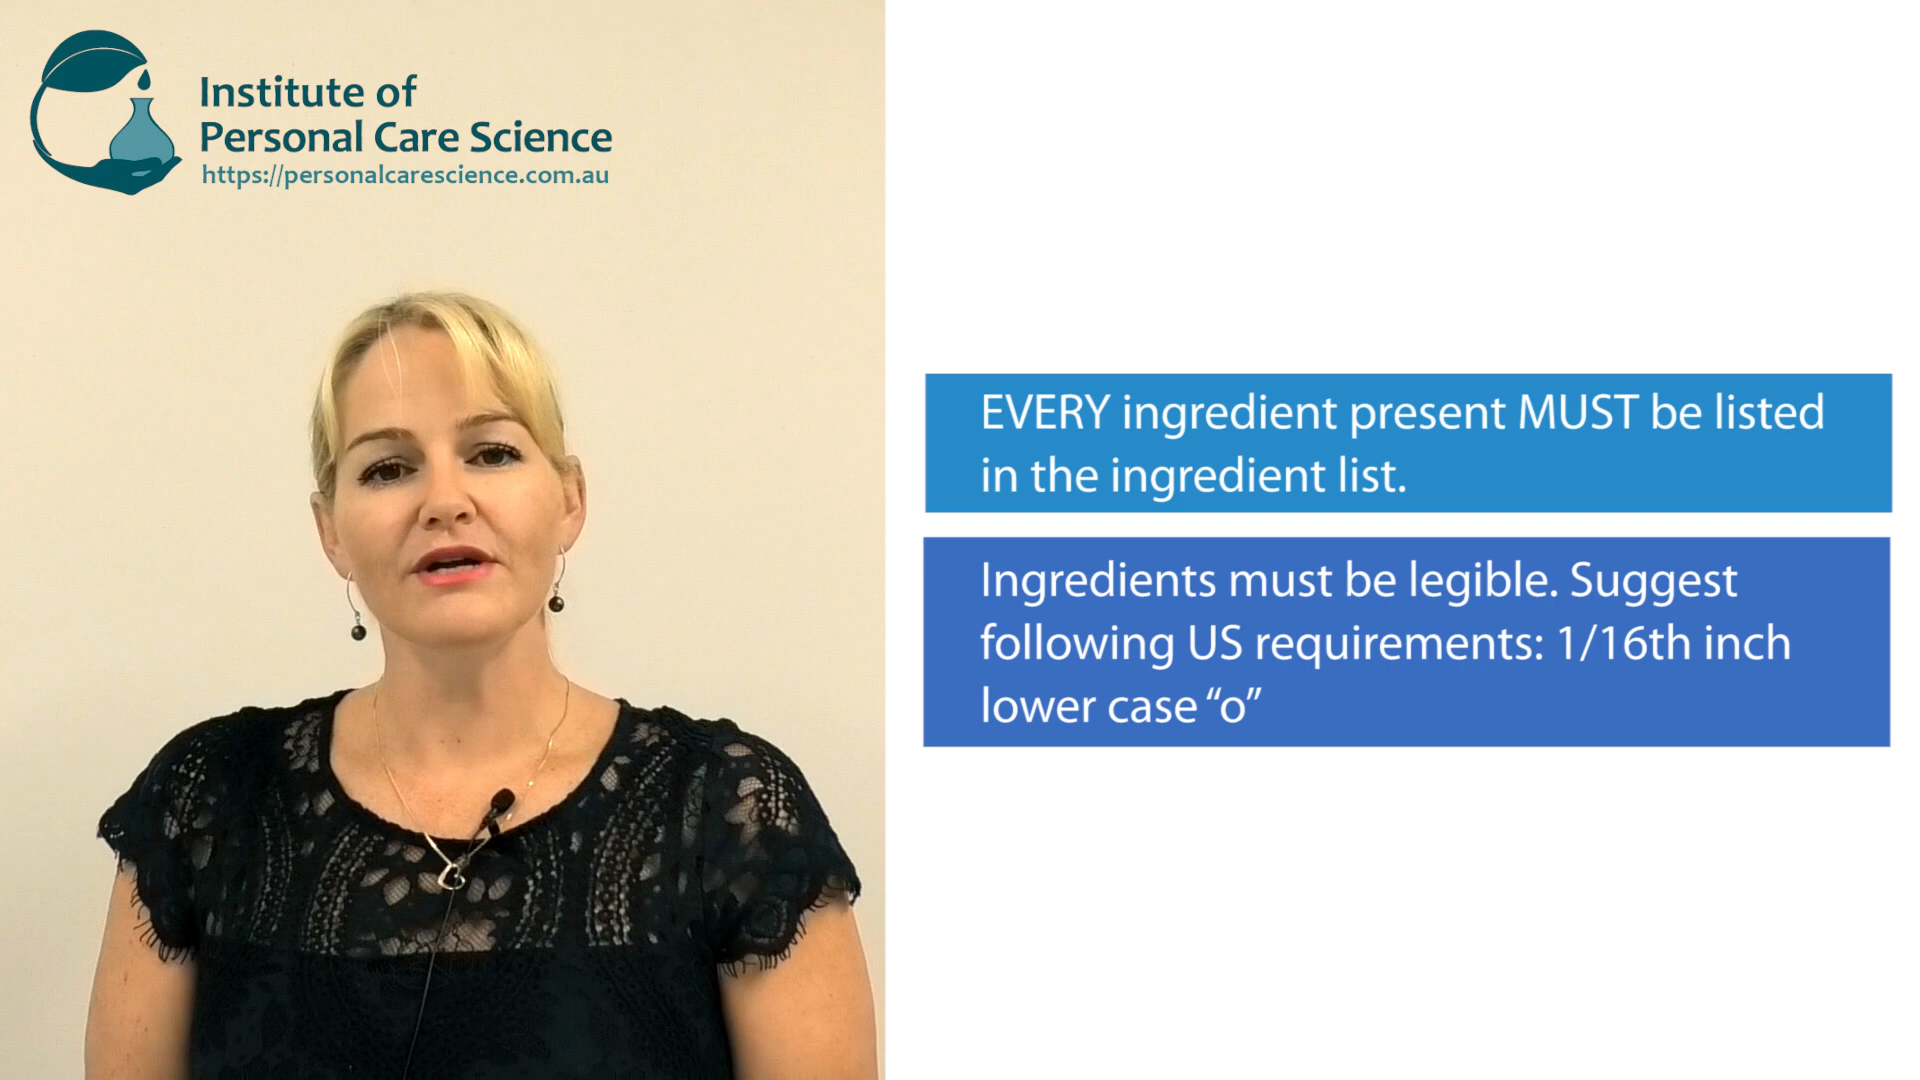 Institute of
Personal Care Science
https://personalcarescience.com.au
EVERY ingredient present MUST be listed
in the ingredient list.
Ingredients must be legible. Suggest
following US requirements: 1/16th inch
lower case “o”